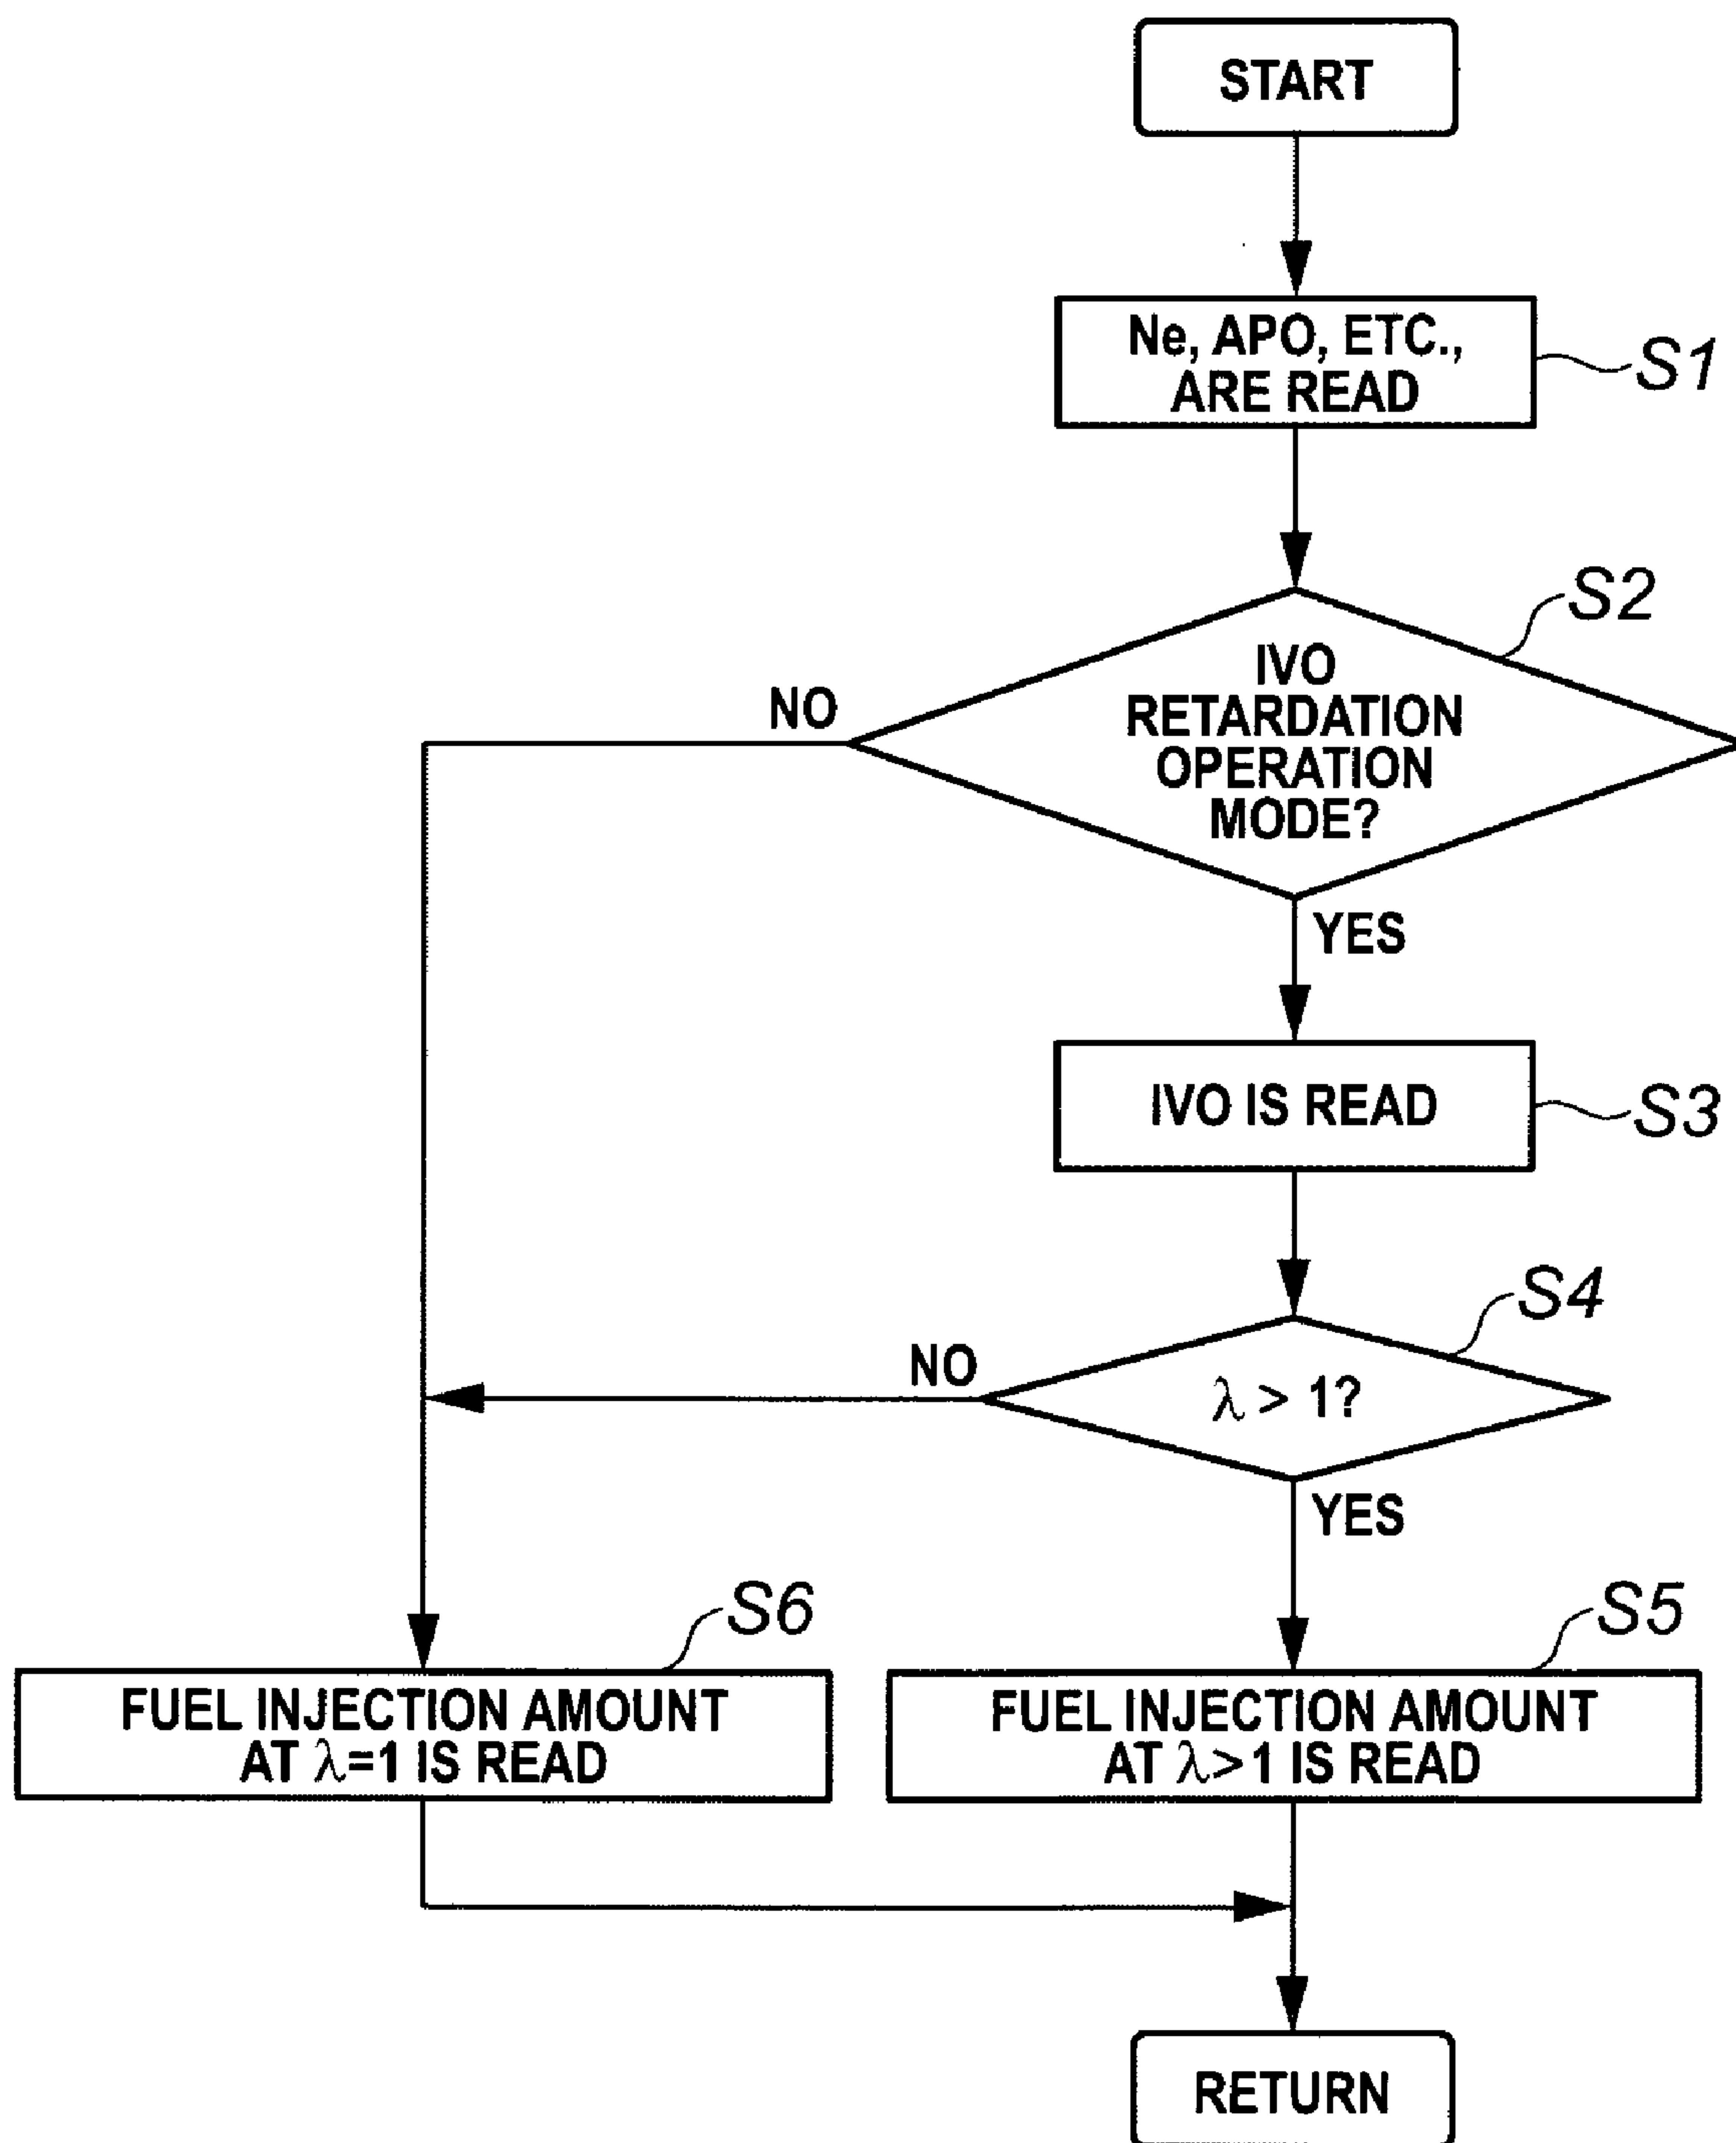 START
Ne, APO, ETC.,
ARE READ
S1
S2
IVO
RETARDATION
OPERATION
MODE?
NO
YES
IVO IS READ
S3
S4
λ > 1?
NO
YES
S6
S5
FUEL INJECTION AMOUNT
AT λ=1 IS READ
FUEL INJECTION AMOUNT
AT λ>1 IS READ
RETURN